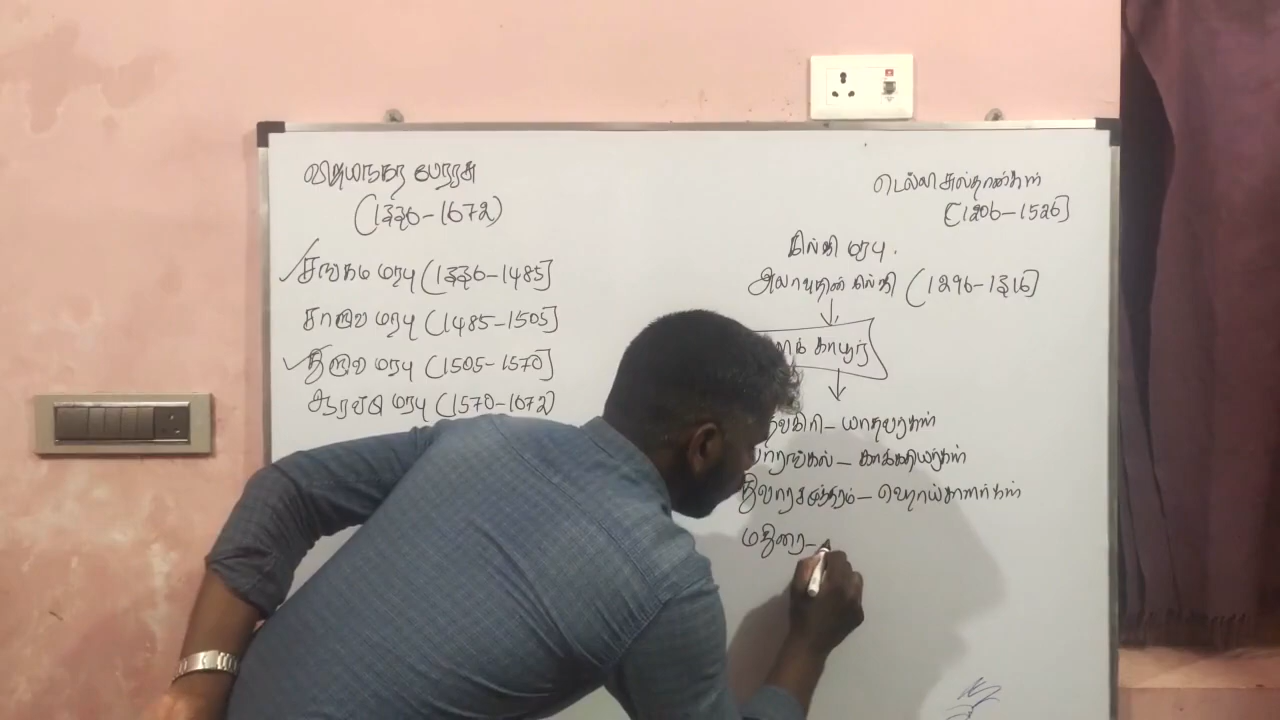 விஜயநகர பேரரசு
(1336-1672)
சங்கம மரபு (1336-1485]
சாளுவ மரபு (1485-1505]
துளுவ மரபு (1505-1570]
ஆரவீடு மரபு (1570-1672)
டெல்லி சுல்தான்கள்
(1206-1526]
கில்ஜி மரபு.
அலாவுதீன் கில்ஜி (1296-1316]
காபூர்
தேவகிரி - யாதவர்கள்
வாரங்கல் - காகதியர்கள்
துவாரசமுத்திரம் - ஹொய்சாளர்கள்
மதுரை-